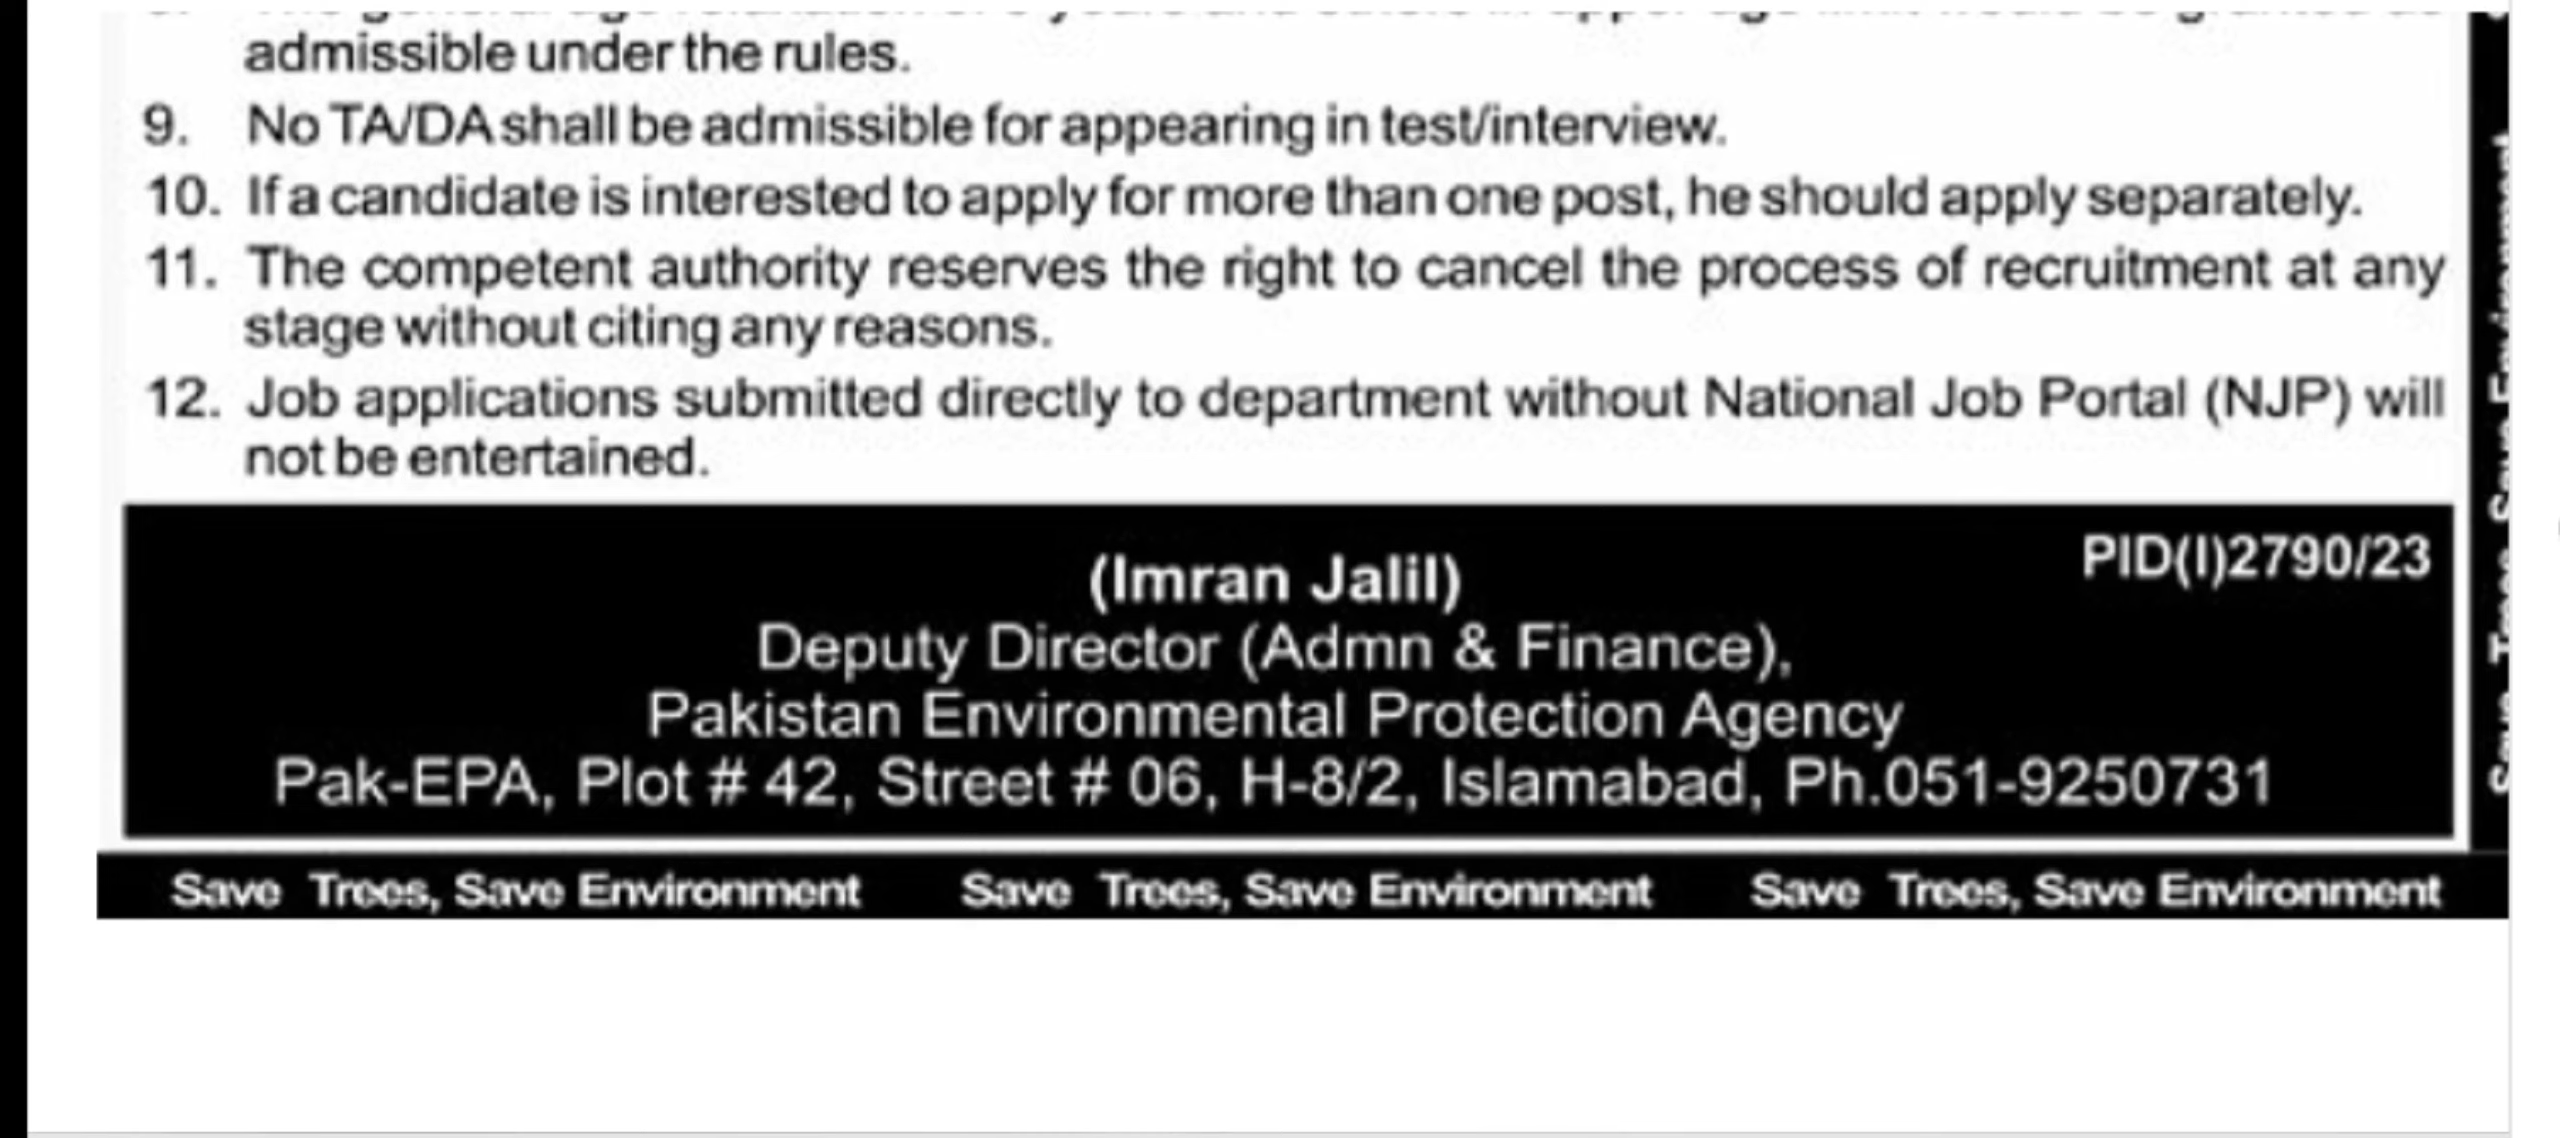 admissible under the rules.
9. No TA/DA shall be admissible for appearing in test/interview.
10. If a candidate is interested to apply for more than one post, he should apply separately.
11. The competent authority reserves the right to cancel the process of recruitment at any
stage without citing any reasons.
12. Job applications submitted directly to department without National Job Portal (NJP) will
not be entertained.
PID(I)2790/23
(Imran Jalil)
Deputy Director (Admn & Finance),
Pakistan Environmental Protection Agency
Pak-EPA, Plot # 42, Street # 06, H-8/2, Islamabad, Ph.051-9250731
Save Trees, Save Environment Save Trees, Save Environment Save Trees, Save Environment
Save Trees, Save Environment